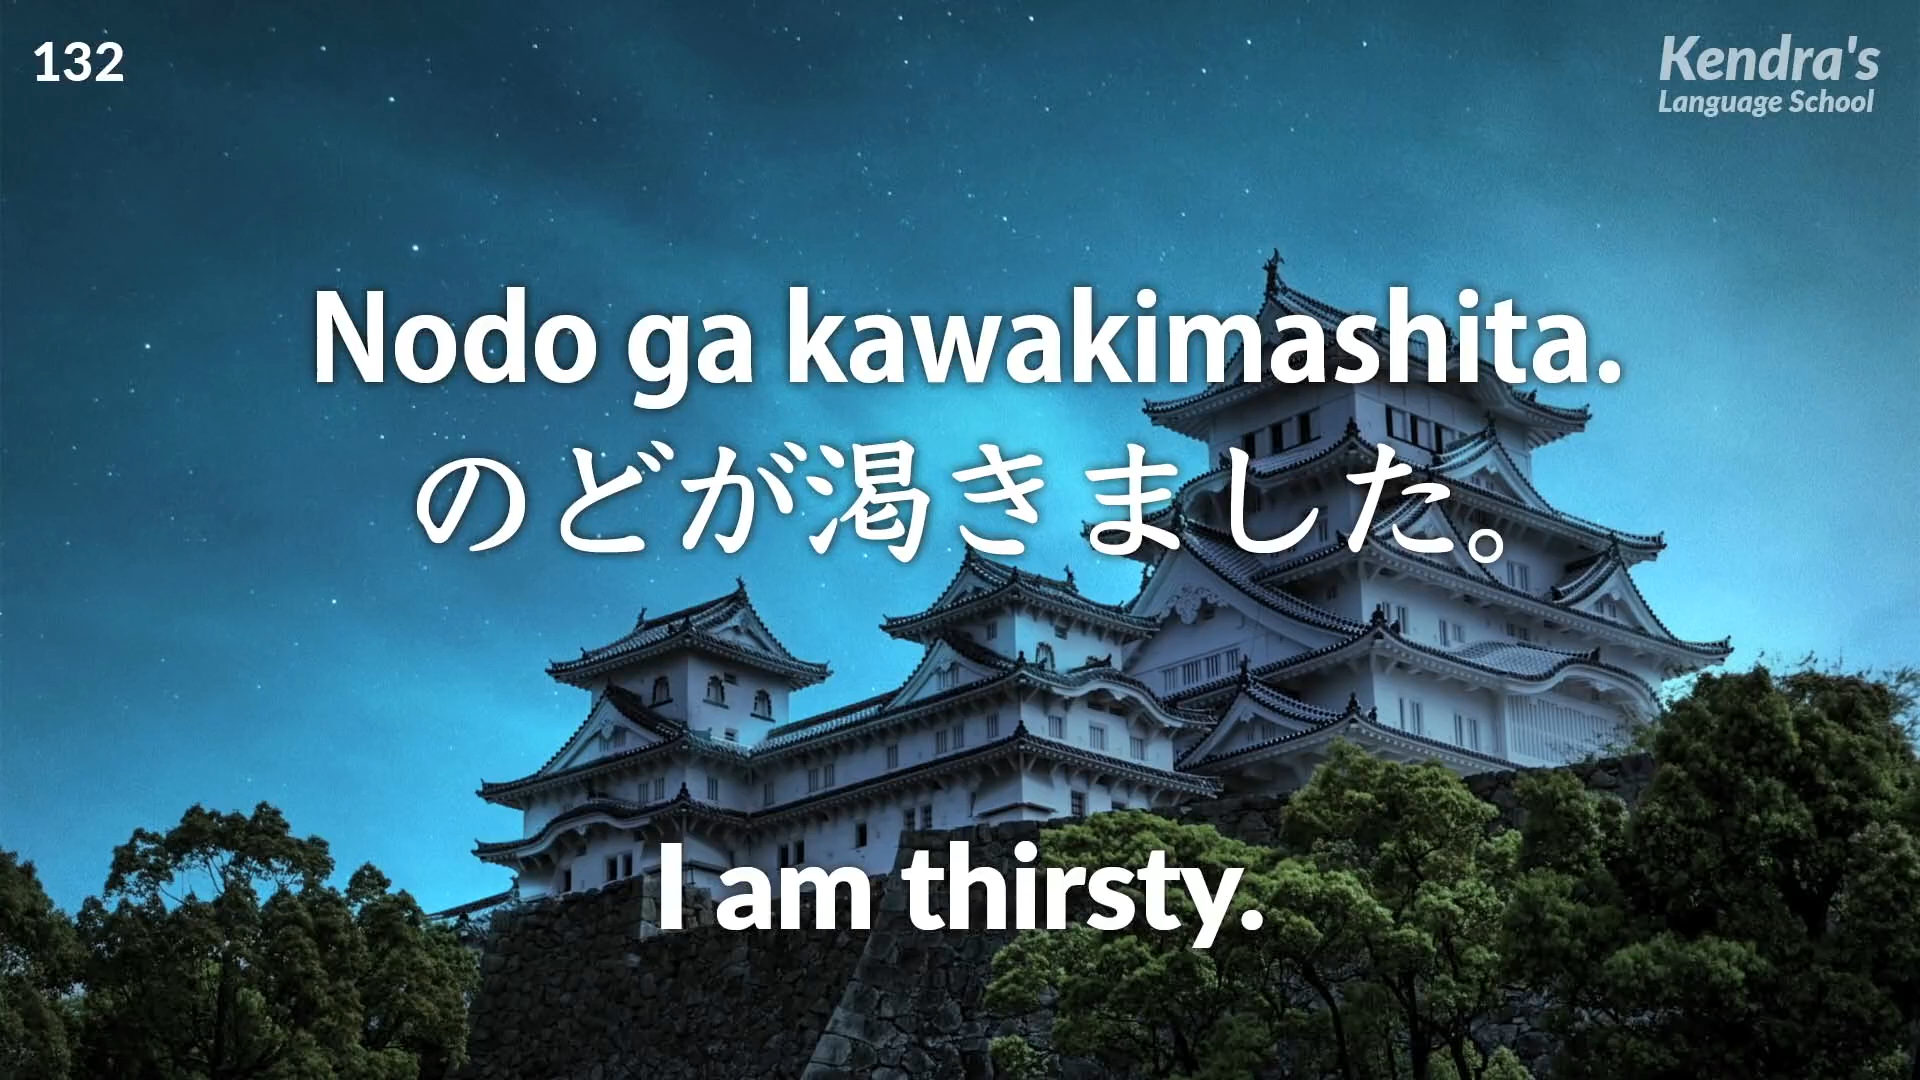 132
Kendra's
Language School
Nodo ga kawakimashita.
のどが渇きました。
I am thirsty.